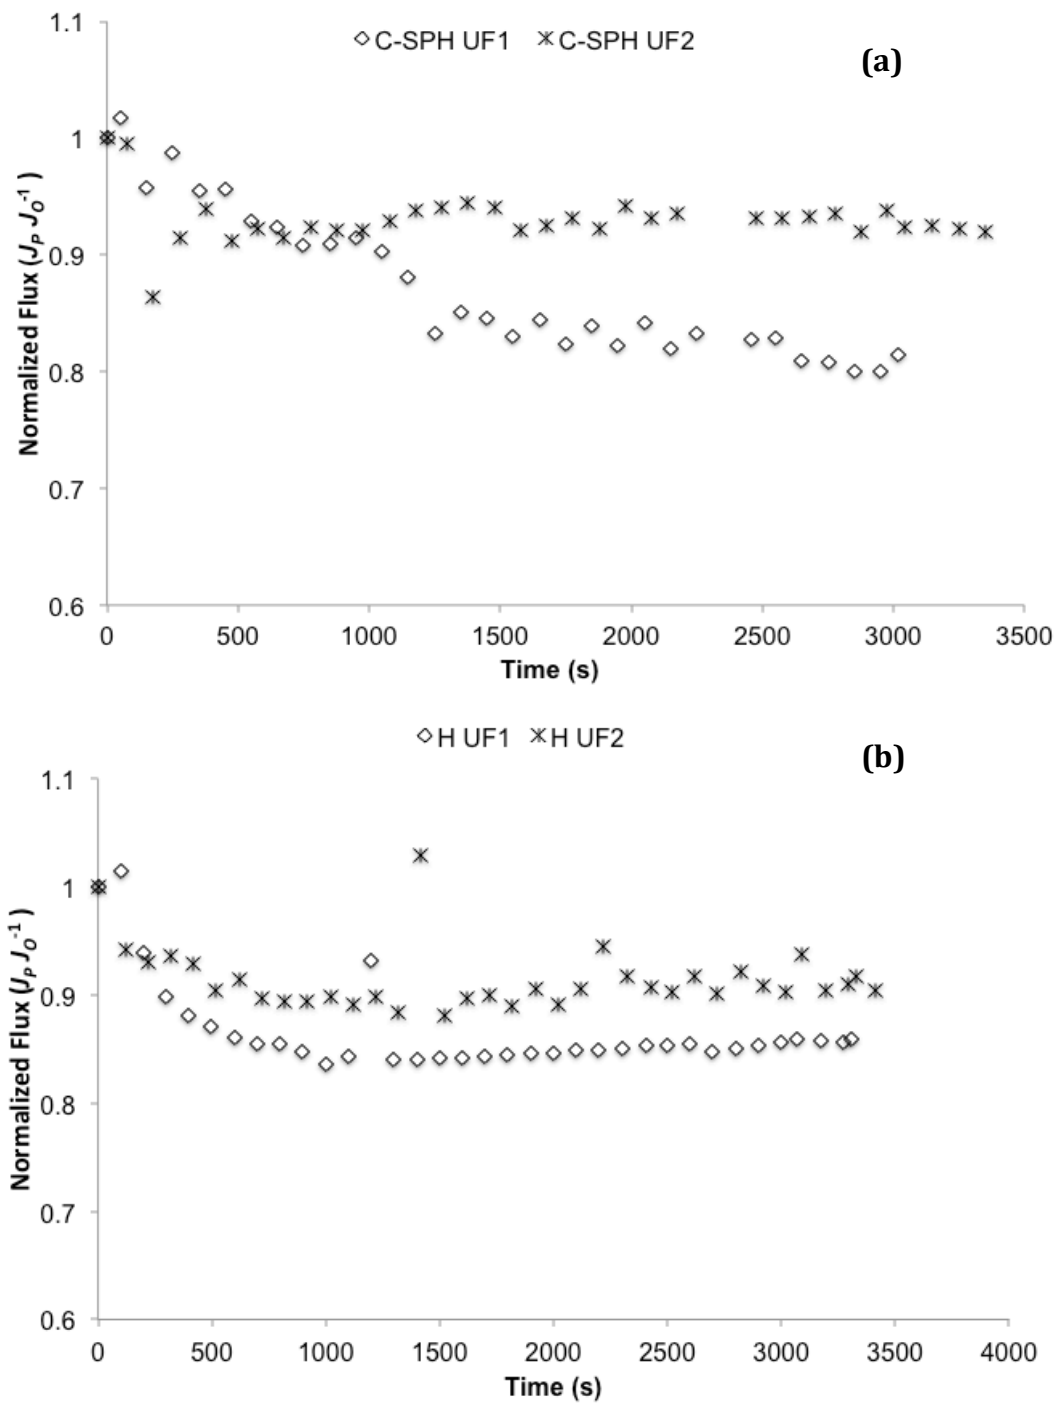 1.1
C-SPH UF1 C-SPH UF2
(a)
1
0.9
0.8
0.7
0.6
Normalized Flux (J_P J_O^-1 )
0 500 1000 1500 2000 2500 3000 3500
Time (s)
H UF1 H UF2
(b)
1.1
1
0.9
0.8
0.7
0.6
Normalized Flux (J_P J_O^-1 )
0 500 1000 1500 2000 2500 3000 3500 4000
Time (s)